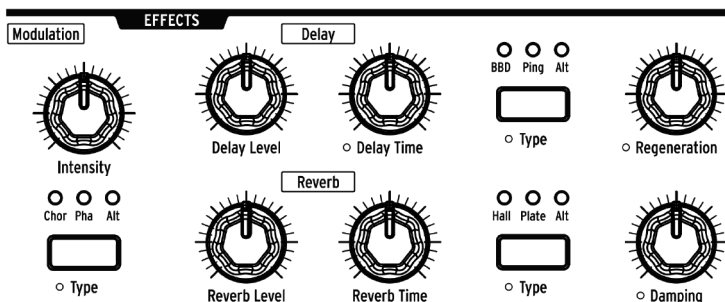 EFFECTS
Modulation
Delay
BBD Ping Alt
Intensity
Delay Level
Delay Time
Type
Regeneration
Reverb
Chor Pha Alt
Hall Plate Alt
Type
Reverb Level
Reverb Time
Type
Damping